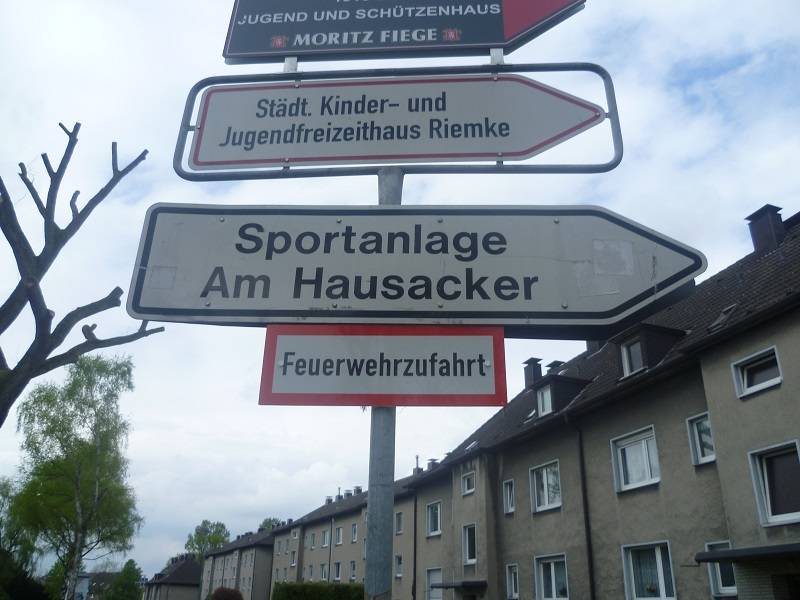 JUGEND UND SCHÜTZENHAUS
MORITZ FIEGE
Städt. Kinder- und
Jugendfreizeithaus Riemke
Sportanlage
Am Hausacker
Feuerwehrzufahrt